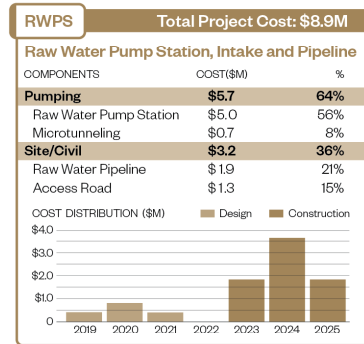 RWPS Total Project Cost: $8.9M
Raw Water Pump Station, Intake and Pipeline
COMPONENTS COST($M) %
Pumping $5.7 64%
Raw Water Pump Station $5.0 56%
Microtunneling $0.7 8%
Site/Civil $3.2 36%
Raw Water Pipeline $1.9 21%
Access Road $1.3 15%
COST DISTRIBUTION ($M) Design Construction
$4.0
$3.0
$2.0
$1.0
0
2019 2020 2021 2022 2023 2024 2025